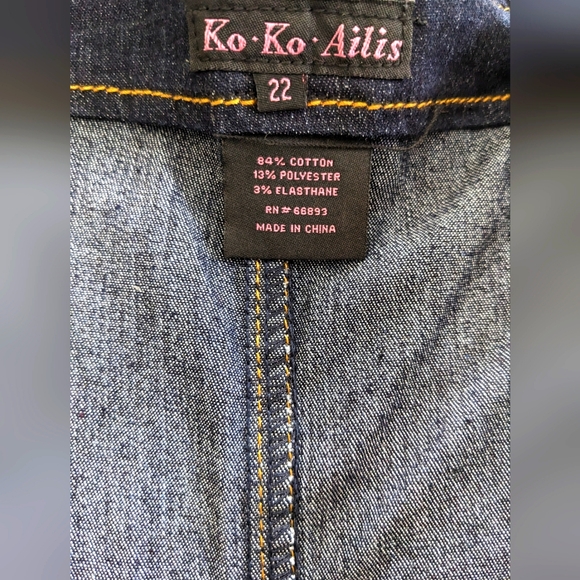 Ko·Ko·Ailis
22
84% COTTON
13% POLYESTER
3% ELASTHANE
RN# 66893
MADE IN CHINA